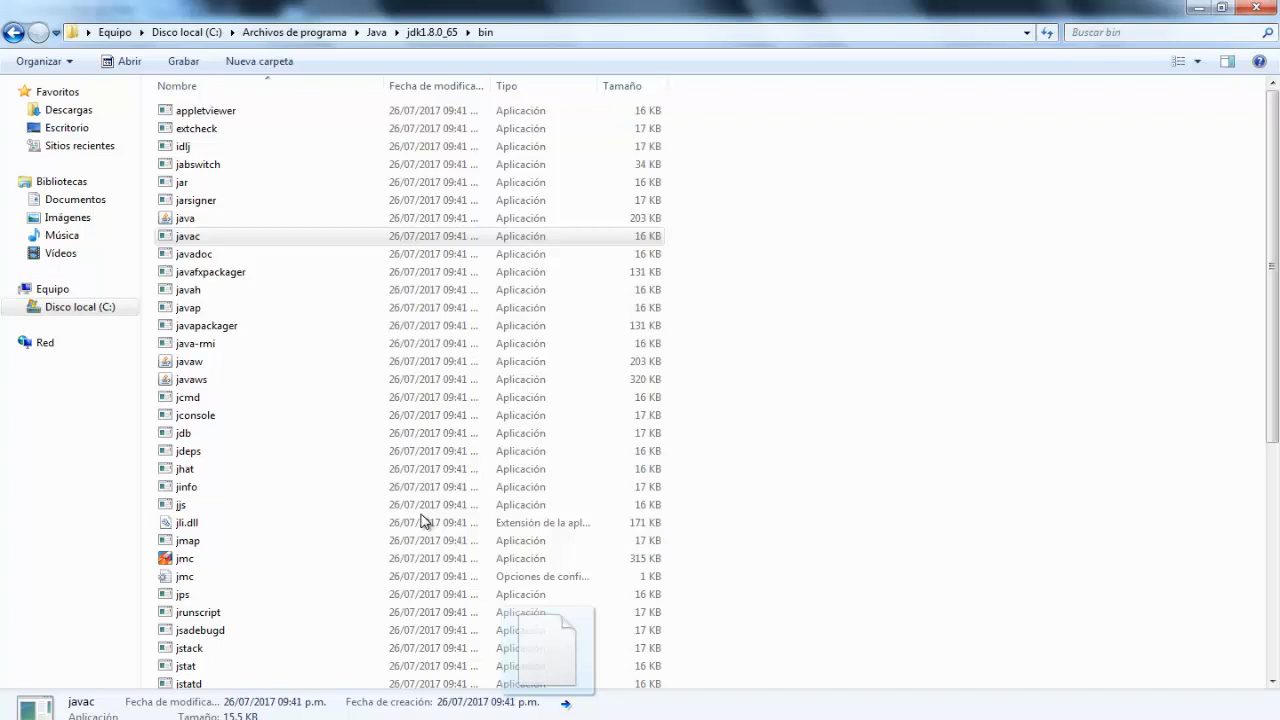 Equipo ▸ Disco local (C:) ▸ Archivos de programa ▸ Java ▸ jdk1.8.0_65 ▸ bin
Buscar bin
Organizar Abrir Grabar Nueva carpeta
Favoritos
Descargas
Escritorio
Sitios recientes
Bibliotecas
Documentos
Imágenes
Música
Vídeos
Equipo
Disco local (C:)
Red
Nombre Fecha de modifica... Tipo Tamaño
appletviewer 26/07/2017 09:41 ... Aplicación 16 KB
extcheck 26/07/2017 09:41 ... Aplicación 17 KB
idlj 26/07/2017 09:41 ... Aplicación 17 KB
jabswitch 26/07/2017 09:41 ... Aplicación 34 KB
jar 26/07/2017 09:41 ... Aplicación 16 KB
jarsigner 26/07/2017 09:41 ... Aplicación 17 KB
java 26/07/2017 09:41 ... Aplicación 203 KB
javac 26/07/2017 09:41 ... Aplicación 16 KB
javadoc 26/07/2017 09:41 ... Aplicación 17 KB
javafxpackager 26/07/2017 09:41 ... Aplicación 131 KB
javah 26/07/2017 09:41 ... Aplicación 17 KB
javap 26/07/2017 09:41 ... Aplicación 17 KB
javapackager 26/07/2017 09:41 ... Aplicación 131 KB
java-rmi 26/07/2017 09:41 ... Aplicación 16 KB
javaw 26/07/2017 09:41 ... Aplicación 203 KB
javaws 26/07/2017 09:41 ... Aplicación 320 KB
jcmd 26/07/2017 09:41 ... Aplicación 16 KB
jconsole 26/07/2017 09:41 ... Aplicación 17 KB
jdb 26/07/2017 09:41 ... Aplicación 17 KB
jdeps 26/07/2017 09:41 ... Aplicación 16 KB
jhat 26/07/2017 09:41 ... Aplicación 16 KB
jinfo 26/07/2017 09:41 ... Aplicación 17 KB
jjs 26/07/2017 09:41 ... Aplicación 16 KB
jli.dll 26/07/2017 09:41 ... Extensión de la apl... 171 KB
jmap 26/07/2017 09:41 ... Aplicación 17 KB
jmc 26/07/2017 09:41 ... Aplicación 315 KB
jmc 26/07/2017 09:41 ... Opciones de confi... 1 KB
jps 26/07/2017 09:41 ... Aplicación 16 KB
jrunscript 26/07/2017 09:41 ... Aplicación 17 KB
jsadebugd 26/07/2017 09:41 ... Aplicación 17 KB
jstack 26/07/2017 09:41 ... Aplicación 17 KB
jstat 26/07/2017 09:41 ... Aplicación 16 KB
jstatd 26/07/2017 09:41 ... Aplicación 16 KB
javac Fecha de modifica... 26/07/2017 09:41 p.m. Fecha de creación: 26/07/2017 09:41 p.m.
Aplicación Tamaño: 15.5 KB